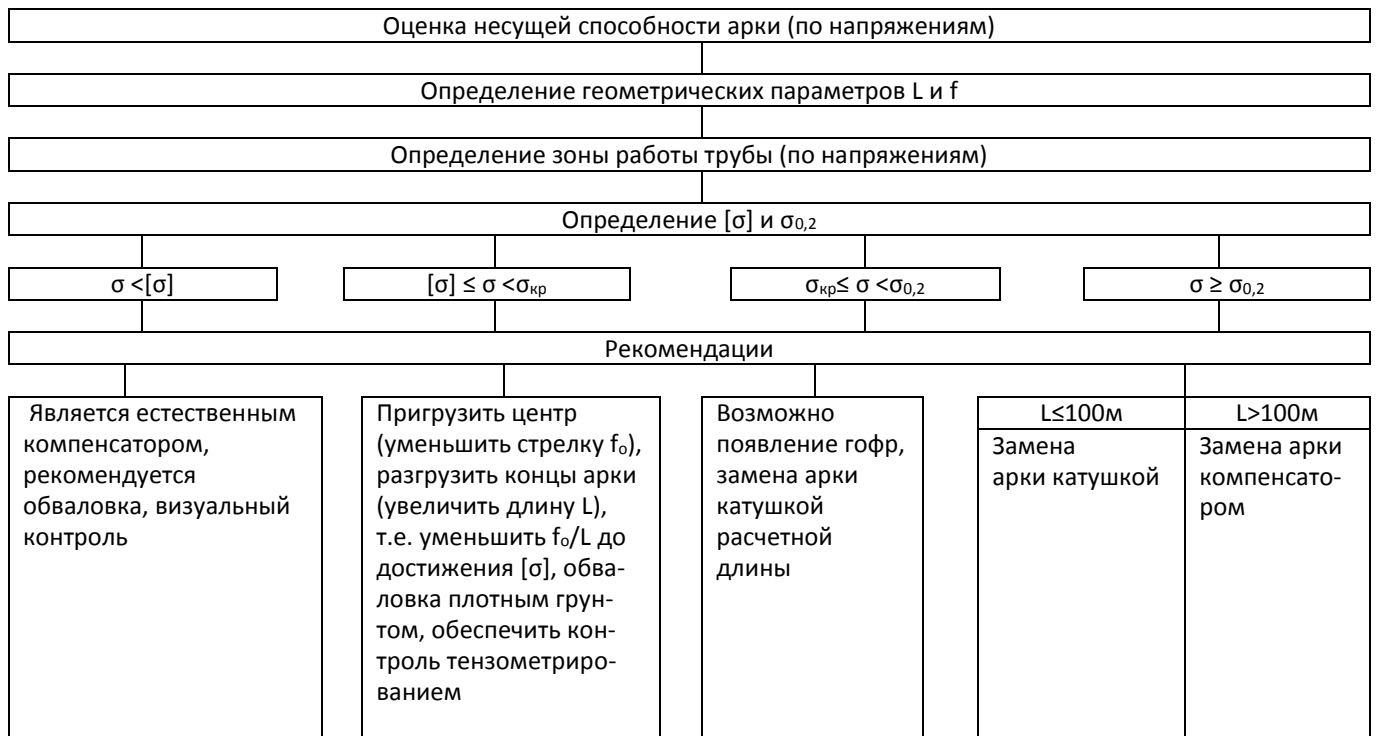 Оценка несущей способности арки (по напряжениям)
Определение геометрических параметров L и f
Определение зоны работы трубы (по напряжениям)
Определение [σ] и σ₀,₂
σ <[σ]
[σ] ≤ σ <σкр
σкр≤ σ <σ₀,₂
σ ≥ σ₀,₂
Рекомендации
Является естественным
компенсатором,
рекомендуется
обваловка, визуальный
контроль
Пригрузить центр
(уменьшить стрелку fₒ),
разгрузить концы арки
(увеличить длину L),
т.е. уменьшить fₒ/L до
достижения [σ], обва-
ловка плотным грун-
том, обеспечить кон-
троль тензометриро-
ванием
Возможно
появление гофр,
замена арки
катушкой
расчетной
длины
L≤100м
Замена
арки катушкой
L>100м
Замена арки
компенсато-
ром